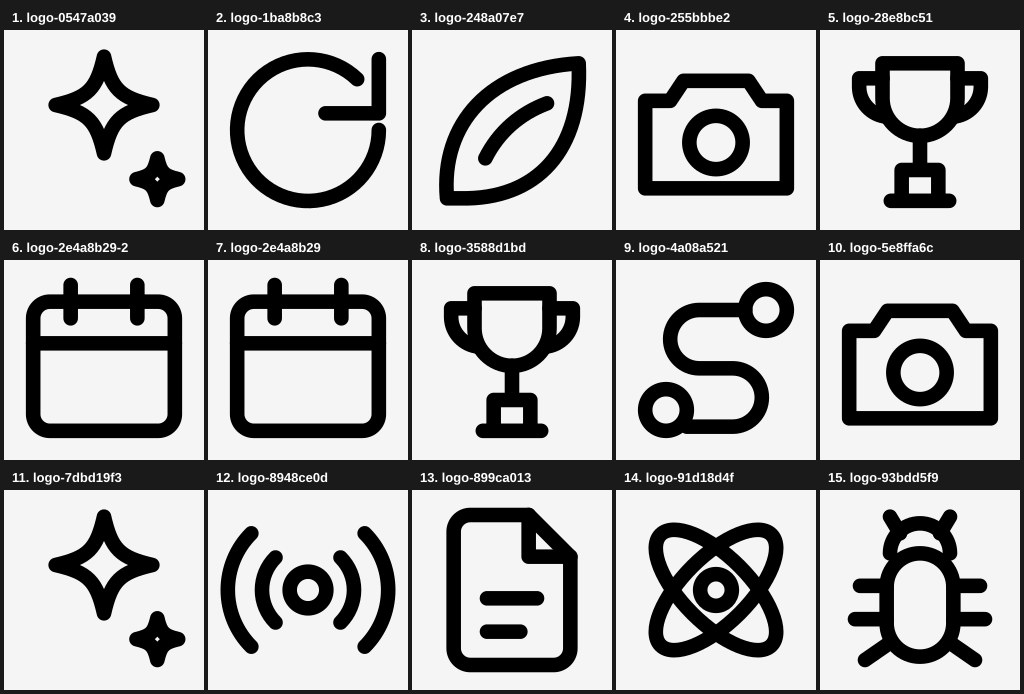 1. logo-0547a039
2. logo-1ba8b8c3
3. logo-248a07e7
4. logo-255bbbe2
5. logo-28e8bc51
6. logo-2e4a8b29-2
7. logo-2e4a8b29
8. logo-3588d1bd
9. logo-4a08a521
10. logo-5e8ffa6c
11. logo-7dbd19f3
12. logo-8948ce0d
13. logo-899ca013
14. logo-91d18d4f
15. logo-93bdd5f9